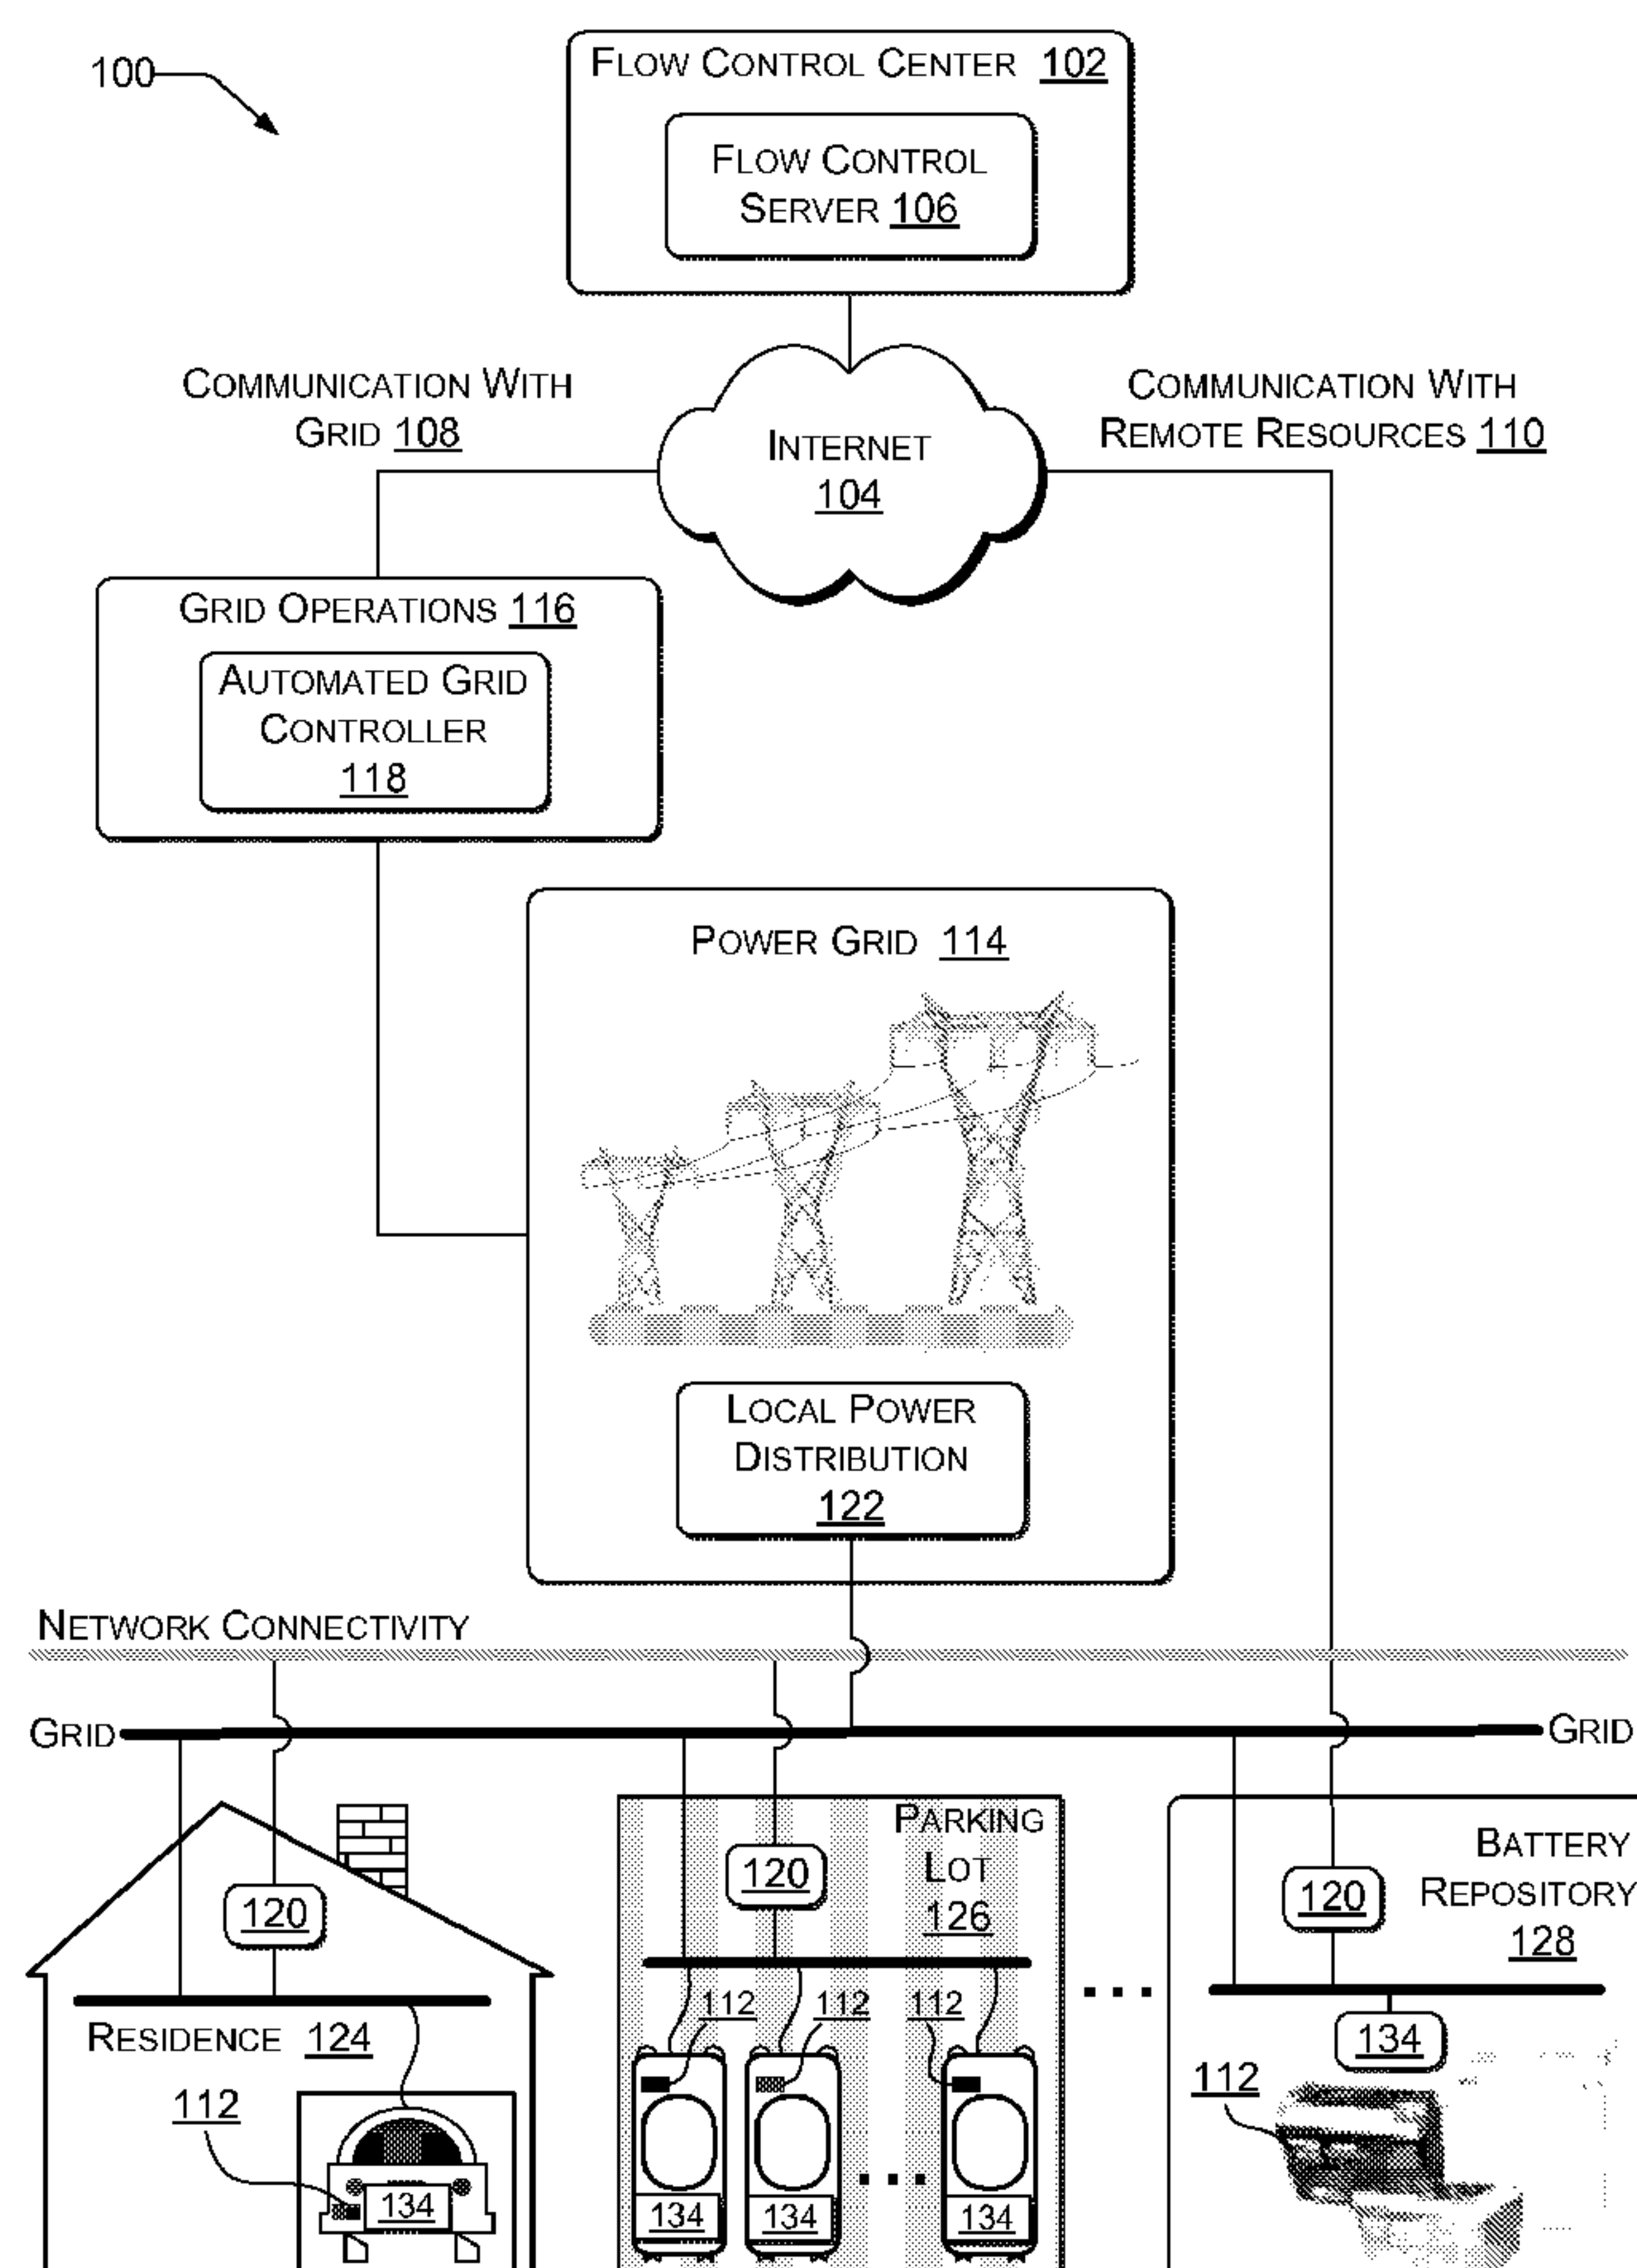 100
FLOW CONTROL CENTER 102
FLOW CONTROL
SERVER 106
COMMUNICATION WITH
GRID 108
INTERNET
104
COMMUNICATION WITH
REMOTE RESOURCES 110
GRID OPERATIONS 116
AUTOMATED GRID
CONTROLLER
118
POWER GRID 114
LOCAL POWER
DISTRIBUTION
122
NETWORK CONNECTIVITY
GRID
GRID
120
RESIDENCE 124
112
134
PARKING
LOT
126
120
112
112
112
134
134
134
BATTERY
REPOSITORY
128
120
134
112